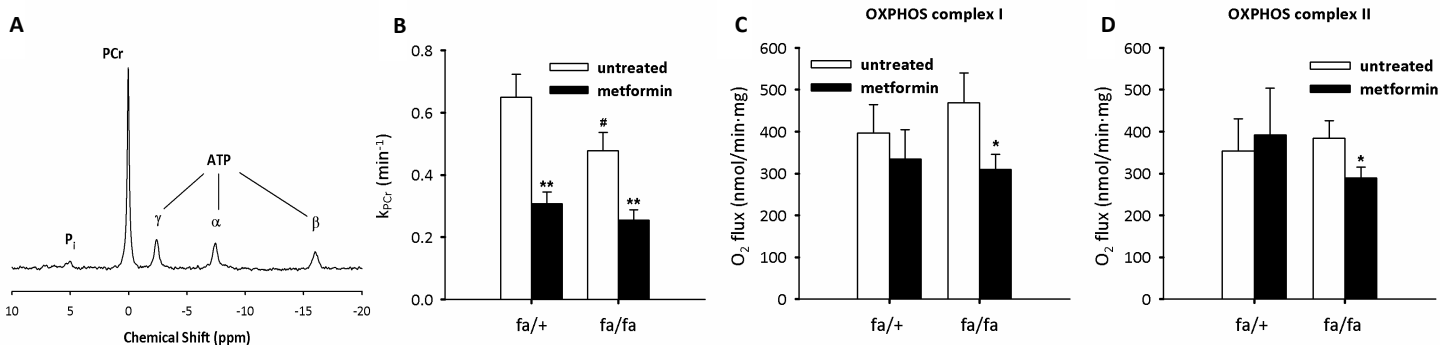 A
PCr
ATP
γ
α
β
Pi
10 5 0 -5 -10 -15 -20
Chemical Shift (ppm)
B
0.8
0.6
0.4
0.2
0.0
kPCr (min⁻¹)
untreated
metformin
#
**
**
fa/+ fa/fa
C
OXPHOS complex I
600
500
400
300
200
100
0
O₂ flux (nmol/min·mg)
untreated
metformin
*
fa/+ fa/fa
D
OXPHOS complex II
600
500
400
300
200
100
0
O₂ flux (nmol/min·mg)
untreated
metformin
*
fa/+ fa/fa